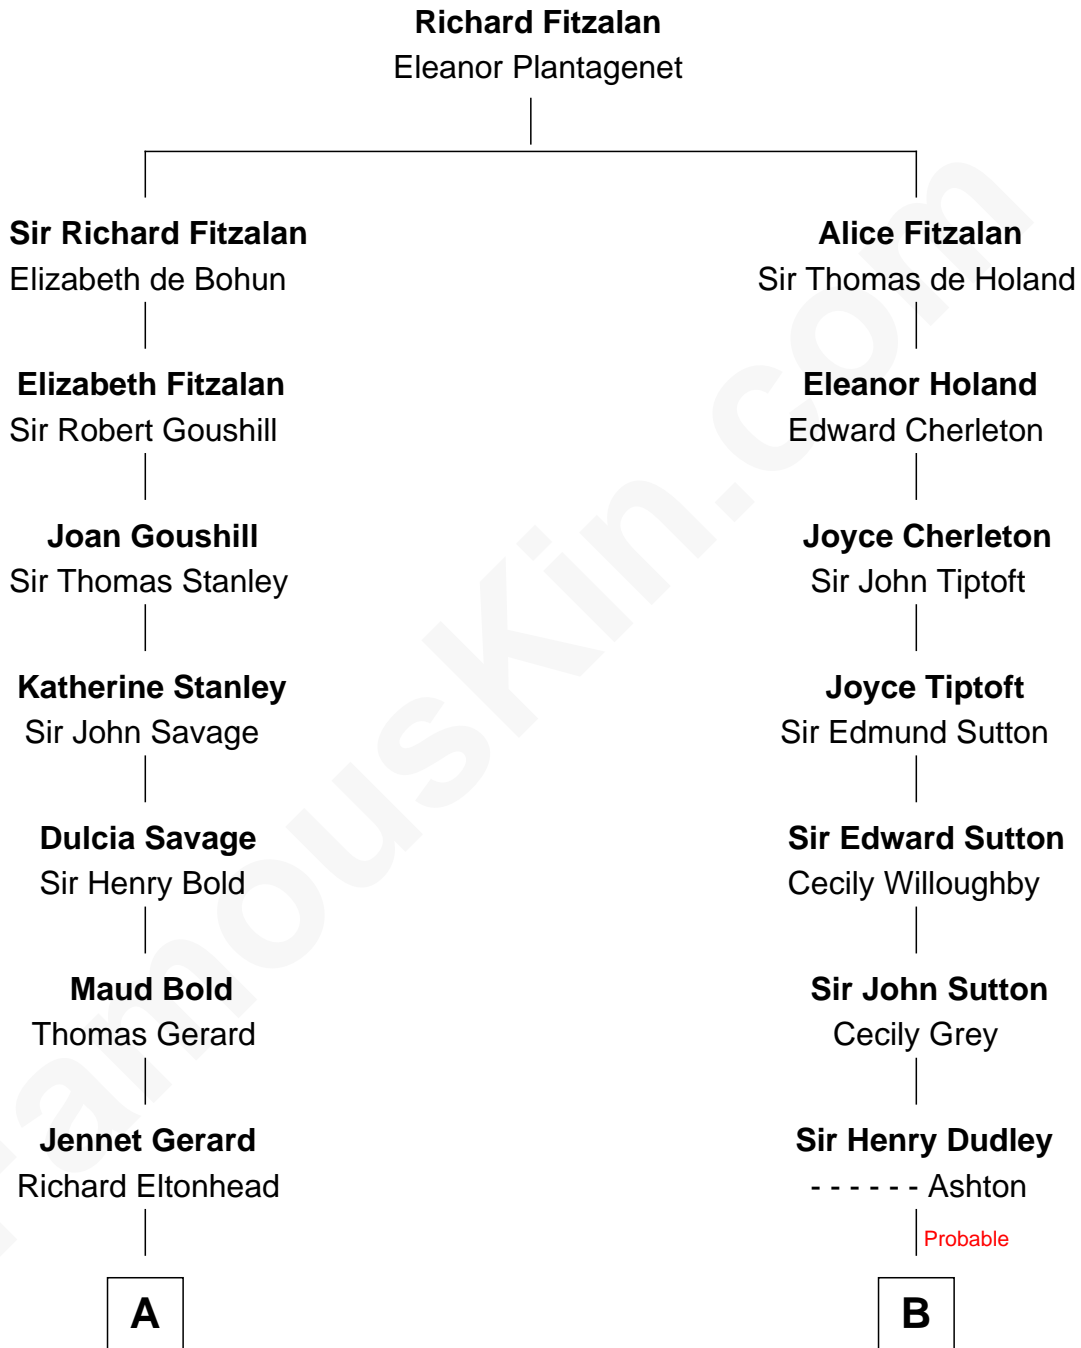 Richard Fitzalan
Eleanor Plantagenet
Sir Richard Fitzalan
Elizabeth de Bohun
Elizabeth Fitzalan
Sir Robert Goushill
Joan Goushill
Sir Thomas Stanley
Katherine Stanley
Sir John Savage
Dulcia Savage
Sir Henry Bold
Maud Bold
Thomas Gerard
Jennet Gerard
Richard Eltonhead
A
Alice Fitzalan
Sir Thomas de Holand
Eleanor Holand
Edward Cherleton
Joyce Cherleton
Sir John Tiptoft
Joyce Tiptoft
Sir Edmund Sutton
Sir Edward Sutton
Cecily Willoughby
Sir John Sutton
Cecily Grey
Sir Henry Dudley
- - - - - - Ashton
Probable
B
FamousKin.com